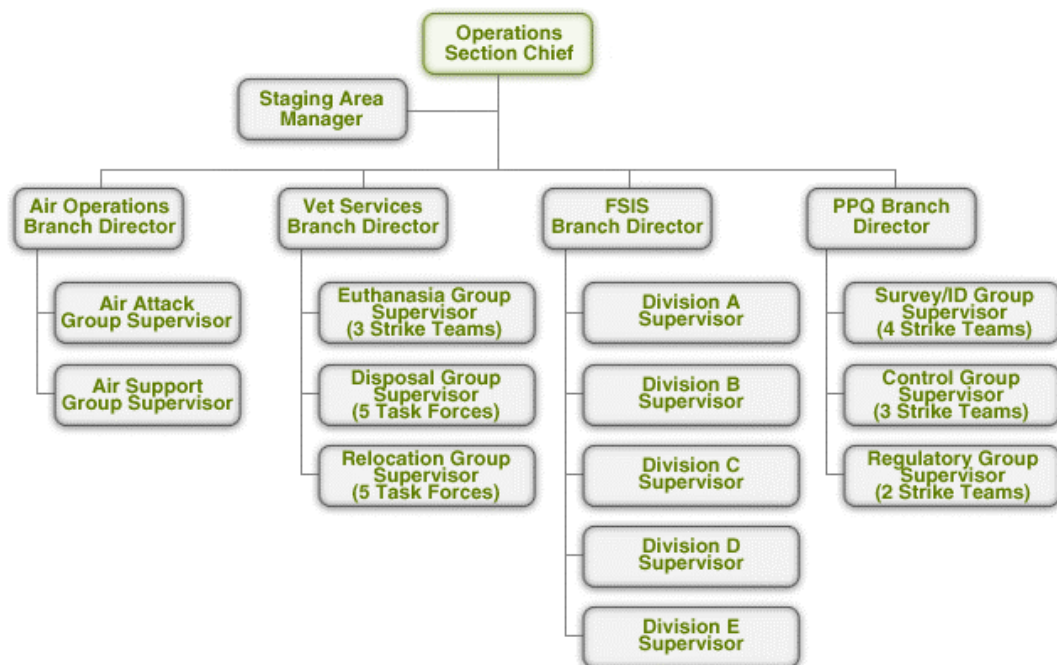 Operations
Section Chief
Staging Area
Manager
Air Operations
Branch Director
Vet Services
Branch Director
FSIS
Branch Director
PPQ Branch
Director
Air Attack
Group Supervisor
Air Support
Group Supervisor
Euthanasia Group
Supervisor
(3 Strike Teams)
Disposal Group
Supervisor
(5 Task Forces)
Relocation Group
Supervisor
(5 Task Forces)
Division A
Supervisor
Division B
Supervisor
Division C
Supervisor
Division D
Supervisor
Division E
Supervisor
Survey/ID Group
Supervisor
(4 Strike Teams)
Control Group
Supervisor
(3 Strike Teams)
Regulatory Group
Supervisor
(2 Strike Teams)